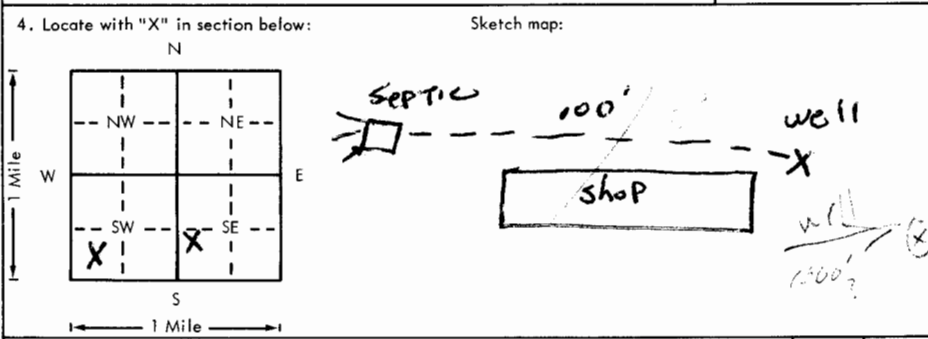 4. Locate with "X" in section below:
Sketch map:
N
NW
NE
W
E
SW
SE
X
X
S
1 Mile
1 Mile
Septic
100'
well
X
shop